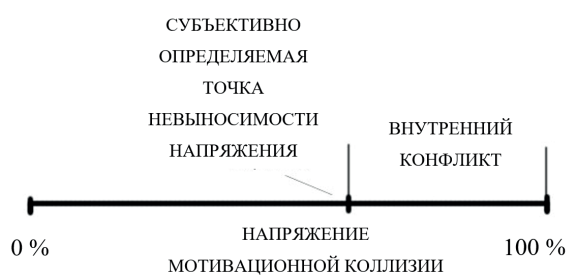 СУБЪЕКТИВНО
ОПРЕДЕЛЯЕМАЯ
ТОЧКА
НЕВЫНОСИМОСТИ
НАПРЯЖЕНИЯ
ВНУТРЕННИЙ
КОНФЛИКТ
0 %
НАПРЯЖЕНИЕ
МОТИВАЦИОННОЙ КОЛЛИЗИИ
100 %